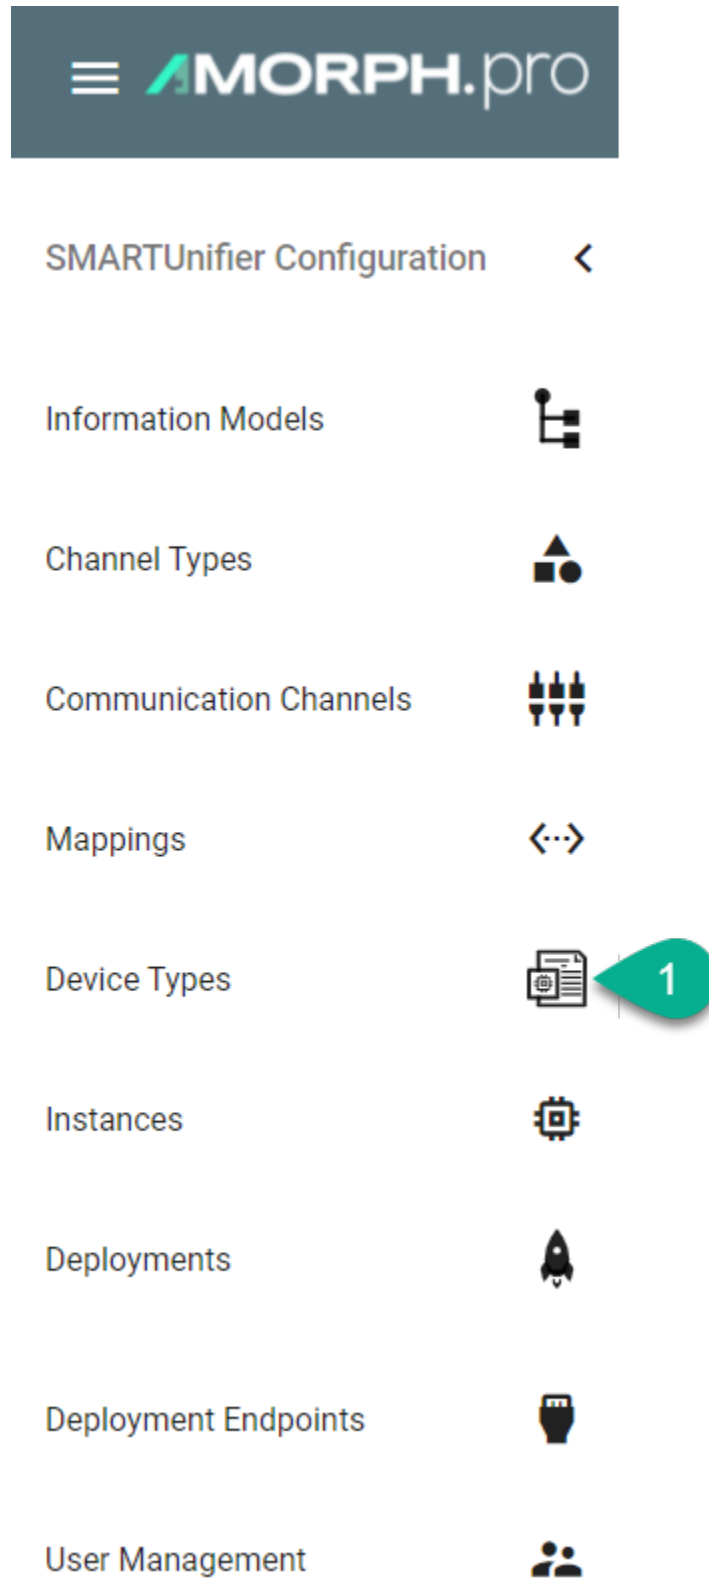 AMORPH.pro
SMARTUnifier Configuration
Information Models
Channel Types
Communication Channels
Mappings
Device Types
1
Instances
Deployments
Deployment Endpoints
User Management